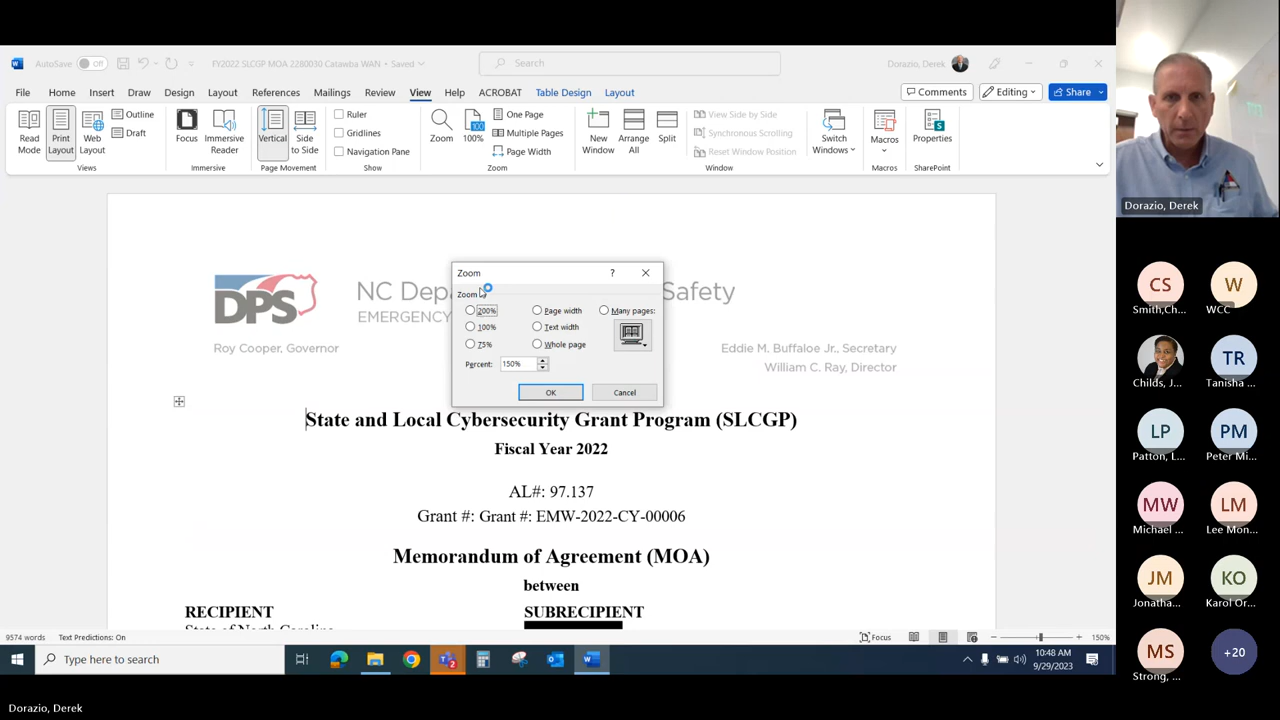 AutoSave Off FY2022 SLCGP MOA 2280030 Catawba WAN • Saved Search Dorazio, Derek
File Home Insert Draw Design Layout References Mailings Review View Help ACROBAT Table Design Layout Comments Editing Share
Read Mode
Print Layout
Web Layout
Outline
Draft
Views
Focus
Immersive Reader
Immersive
Vertical
Side to Side
Page Movement
Ruler
Gridlines
Navigation Pane
Show
Zoom
100
100%
One Page
Multiple Pages
Page Width
Zoom
New Window
Arrange All
Split
View Side by Side
Synchronous Scrolling
Reset Window Position
Switch Windows
Window
Macros
Macros
Properties
SharePoint
DPS
NC Dep
Safety
EMERGENCY
Roy Cooper, Governor
Eddie M. Buffaloe Jr., Secretary
William C. Ray, Director
Zoom ?
Zoom
200% Page width Many pages:
100% Text width
75% Whole page
Percent: 150%
OK Cancel
State and Local Cybersecurity Grant Program (SLCGP)
Fiscal Year 2022
AL#: 97.137
Grant #: Grant #: EMW-2022-CY-00006
Memorandum of Agreement (MOA)
between
RECIPIENT SUBRECIPIENT
State of North Carolina
9574 words Text Predictions: On Focus 150%
Type here to search
10:48 AM
9/29/2023
Dorazio, Derek
CS W
Smith,Ch... WCC
TR
Childs, J... Tanisha ...
LP PM
Patton, L... Peter Mi...
MW LM
Michael ... Lee Mon...
JM KO
Jonatha... Karol Or...
MS +20
Strong, ...
Dorazio, Derek